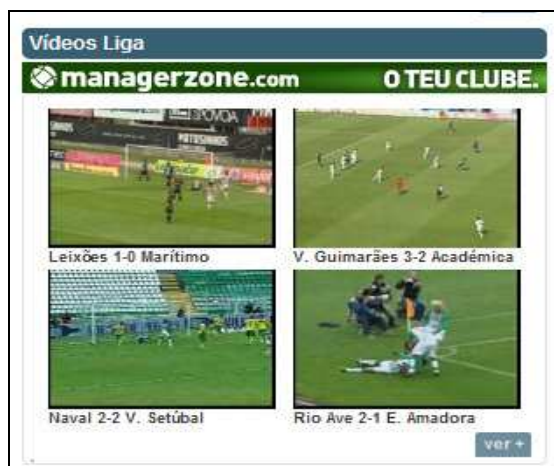 Vídeos Liga
managerzone.com O TEU CLUBE.
Leixões 1-0 Marítimo
V. Guimarães 3-2 Académica
Naval 2-2 V. Setúbal
Rio Ave 2-1 E. Amadora
ver +